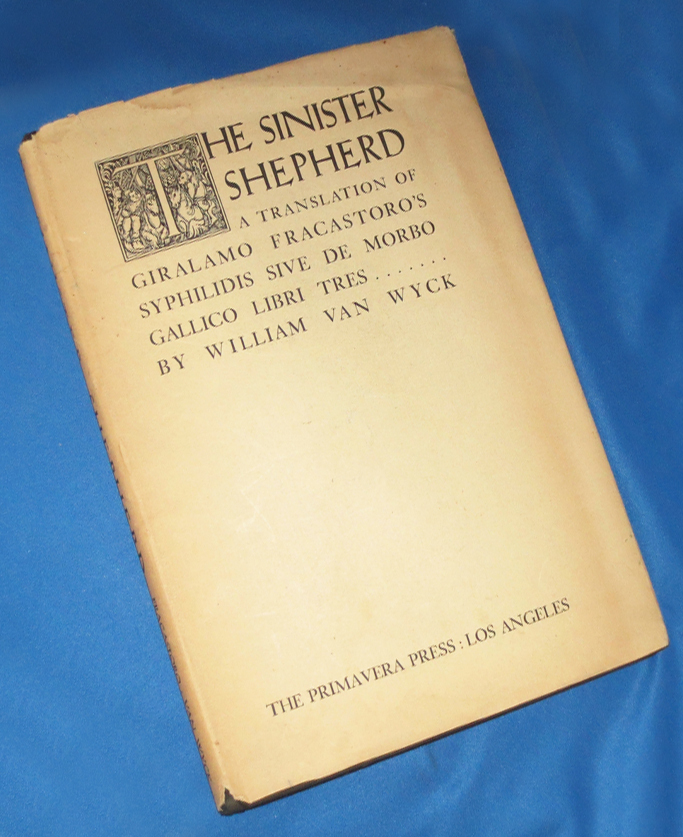 THE SINISTER
SHEPHERD
A TRANSLATION OF
GIRALAMO FRACASTORO'S
SYPHILIDIS SIVE DE MORBO
GALLICO LIBRI TRES .......
BY WILLIAM VAN WYCK
THE PRIMAVERA PRESS : LOS ANGELES